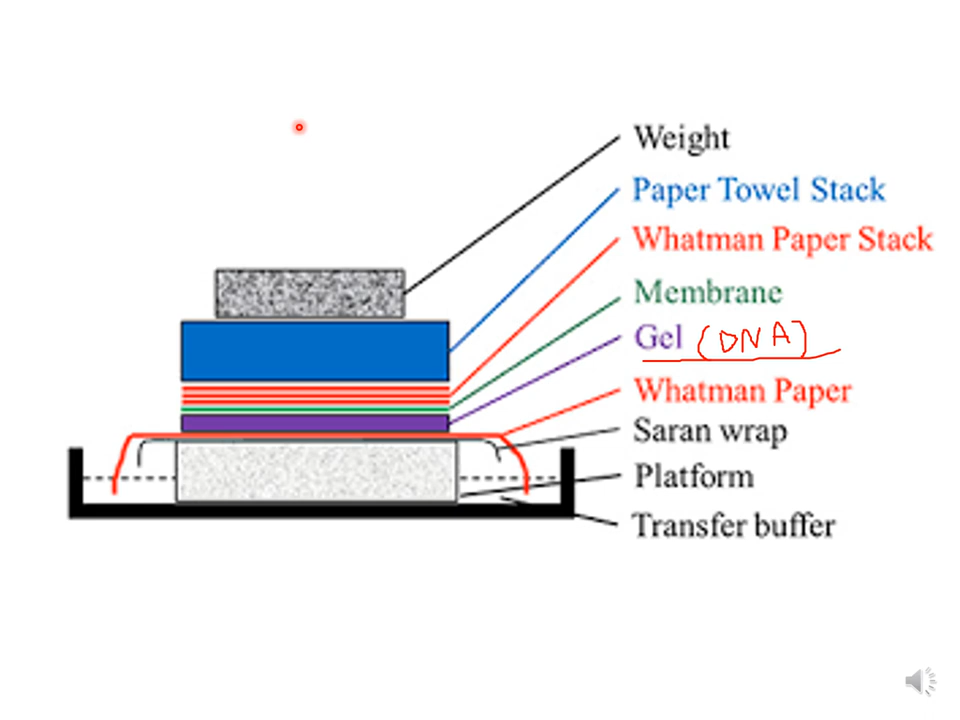 Weight
Paper Towel Stack
Whatman Paper Stack
Membrane
Gel (DNA)
Whatman Paper
Saran wrap
Platform
Transfer buffer